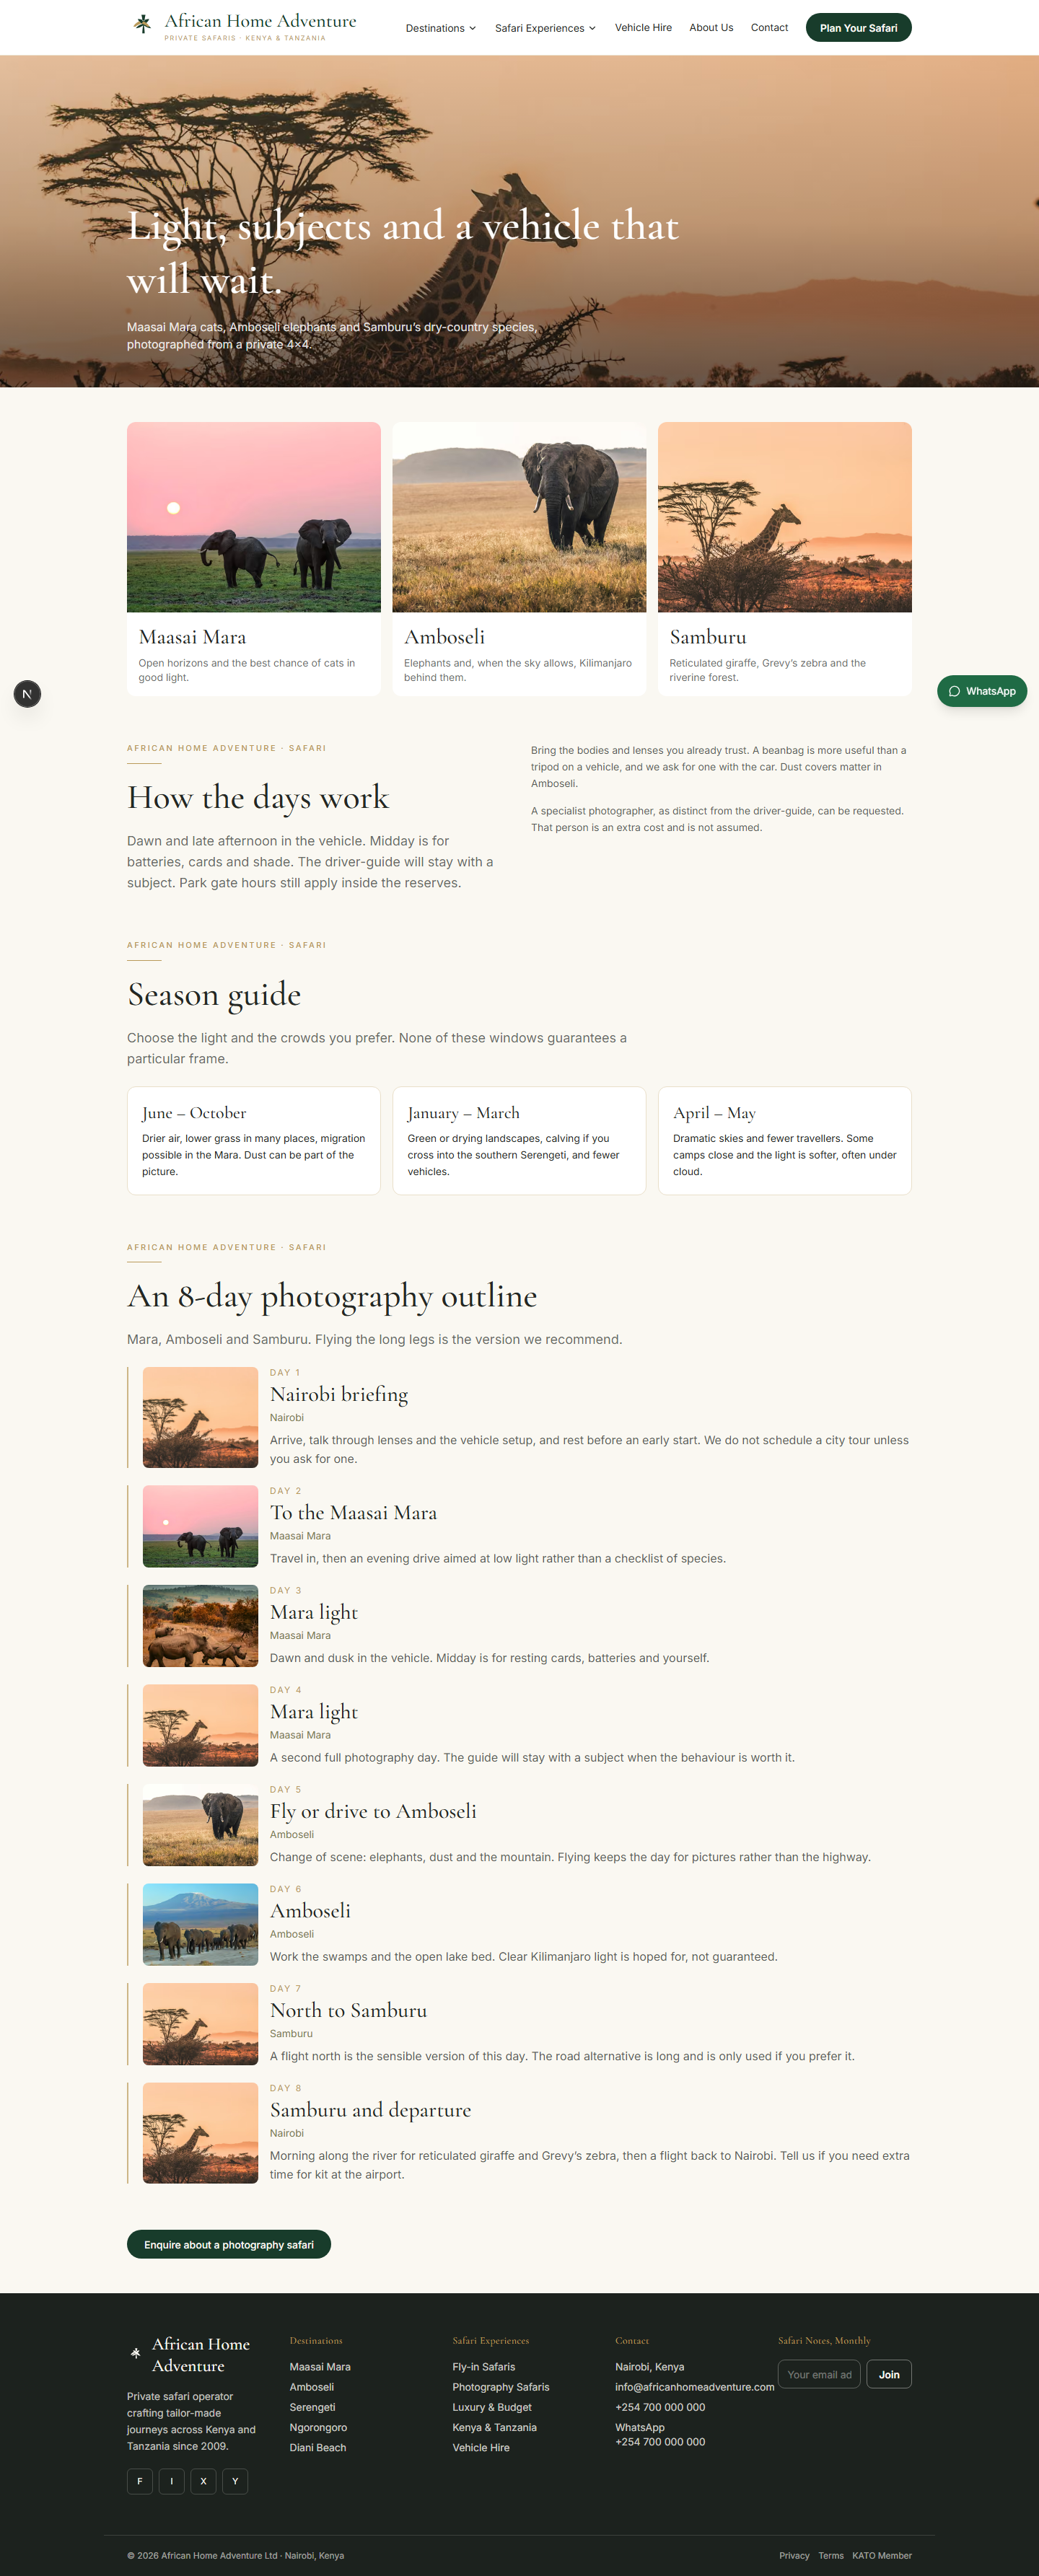 African Home Adventure
PRIVATE SAFARIS · KENYA & TANZANIA
Destinations
Safari Experiences
Vehicle Hire
About Us
Contact
Plan Your Safari
Light, subjects and a vehicle that
will wait.
Maasai Mara cats, Amboseli elephants and Samburu's dry-country species,
photographed from a private 4×4.
Maasai Mara
Open horizons and the best chance of cats in
good light.
Amboseli
Elephants and, when the sky allows, Kilimanjaro
behind them.
Samburu
Reticulated giraffe, Grevy's zebra and the
riverine forest.
N
WhatsApp
AFRICAN HOME ADVENTURE · SAFARI
How the days work
Dawn and late afternoon in the vehicle. Midday is for
batteries, cards and shade. The driver-guide will stay with a
subject. Park gate hours still apply inside the reserves.
Bring the bodies and lenses you already trust. A beanbag is more useful than a
tripod on a vehicle, and we ask for one with the car. Dust covers matter in
Amboseli.
A specialist photographer, as distinct from the driver-guide, can be requested.
That person is an extra cost and is not assumed.
AFRICAN HOME ADVENTURE · SAFARI
Season guide
Choose the light and the crowds you prefer. None of these windows guarantees a
particular frame.
June – October
Drier air, lower grass in many places, migration
possible in the Mara. Dust can be part of the
picture.
January – March
Green or drying landscapes, calving if you
cross into the southern Serengeti, and fewer
vehicles.
April – May
Dramatic skies and fewer travellers. Some
camps close and the light is softer, often under
cloud.
AFRICAN HOME ADVENTURE · SAFARI
An 8-day photography outline
Mara, Amboseli and Samburu. Flying the long legs is the version we recommend.
DAY 1
Nairobi briefing
Nairobi
Arrive, talk through lenses and the vehicle setup, and rest before an early start. We do not schedule a city tour unless
you ask for one.
DAY 2
To the Maasai Mara
Maasai Mara
Travel in, then an evening drive aimed at low light rather than a checklist of species.
DAY 3
Mara light
Maasai Mara
Dawn and dusk in the vehicle. Midday is for resting cards, batteries and yourself.
DAY 4
Mara light
Maasai Mara
A second full photography day. The guide will stay with a subject when the behaviour is worth it.
DAY 5
Fly or drive to Amboseli
Amboseli
Change of scene: elephants, dust and the mountain. Flying keeps the day for pictures rather than the highway.
DAY 6
Amboseli
Amboseli
Work the swamps and the open lake bed. Clear Kilimanjaro light is hoped for, not guaranteed.
DAY 7
North to Samburu
Samburu
A flight north is the sensible version of this day. The road alternative is long and is only used if you prefer it.
DAY 8
Samburu and departure
Nairobi
Morning along the river for reticulated giraffe and Grevy's zebra, then a flight back to Nairobi. Tell us if you need extra
time for kit at the airport.
Enquire about a photography safari
African Home
Adventure
Private safari operator
crafting tailor-made
journeys across Kenya and
Tanzania since 2009.
F
I
X
Y
Destinations
Maasai Mara
Amboseli
Serengeti
Ngorongoro
Diani Beach
Safari Experiences
Fly-in Safaris
Photography Safaris
Luxury & Budget
Kenya & Tanzania
Vehicle Hire
Contact
Nairobi, Kenya
info@africanhomeadventure.com
+254 700 000 000
WhatsApp
+254 700 000 000
Safari Notes, Monthly
Your email ad
Join
© 2026 African Home Adventure Ltd · Nairobi, Kenya
Privacy
Terms
KATO Member